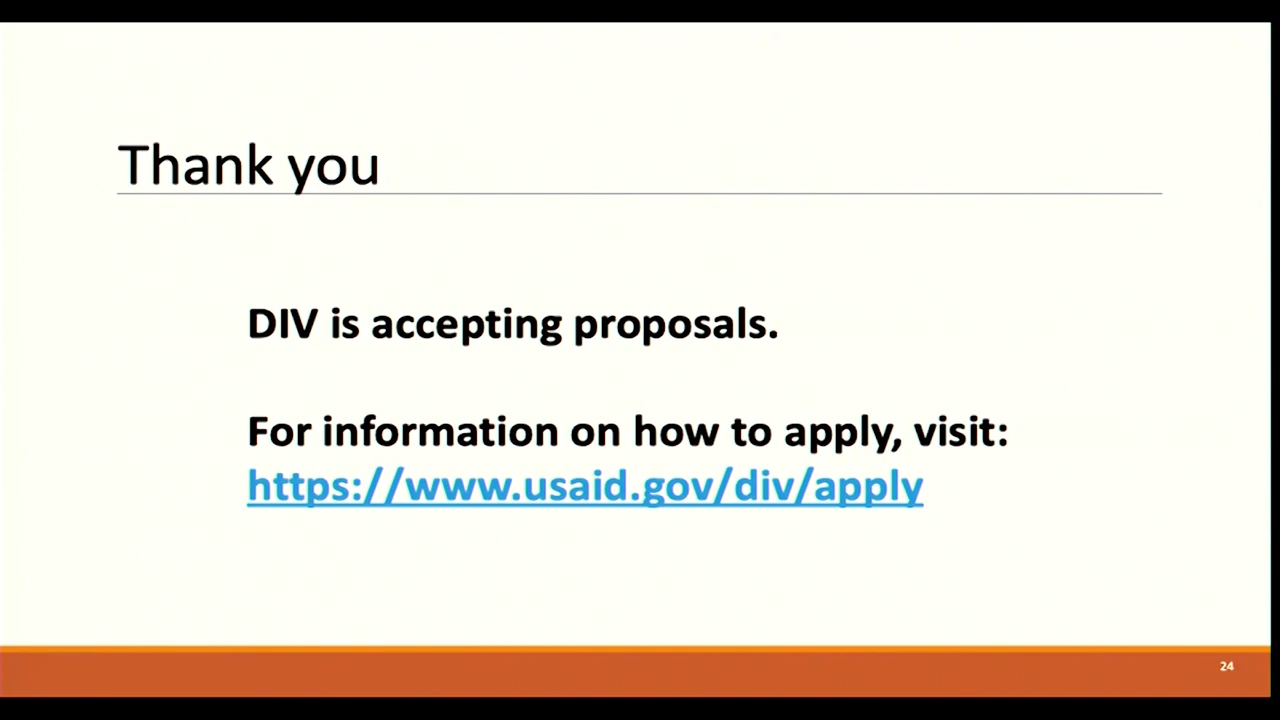 Thank you
DIV is accepting proposals.
For information on how to apply, visit:
https://www.usaid.gov/div/apply
24